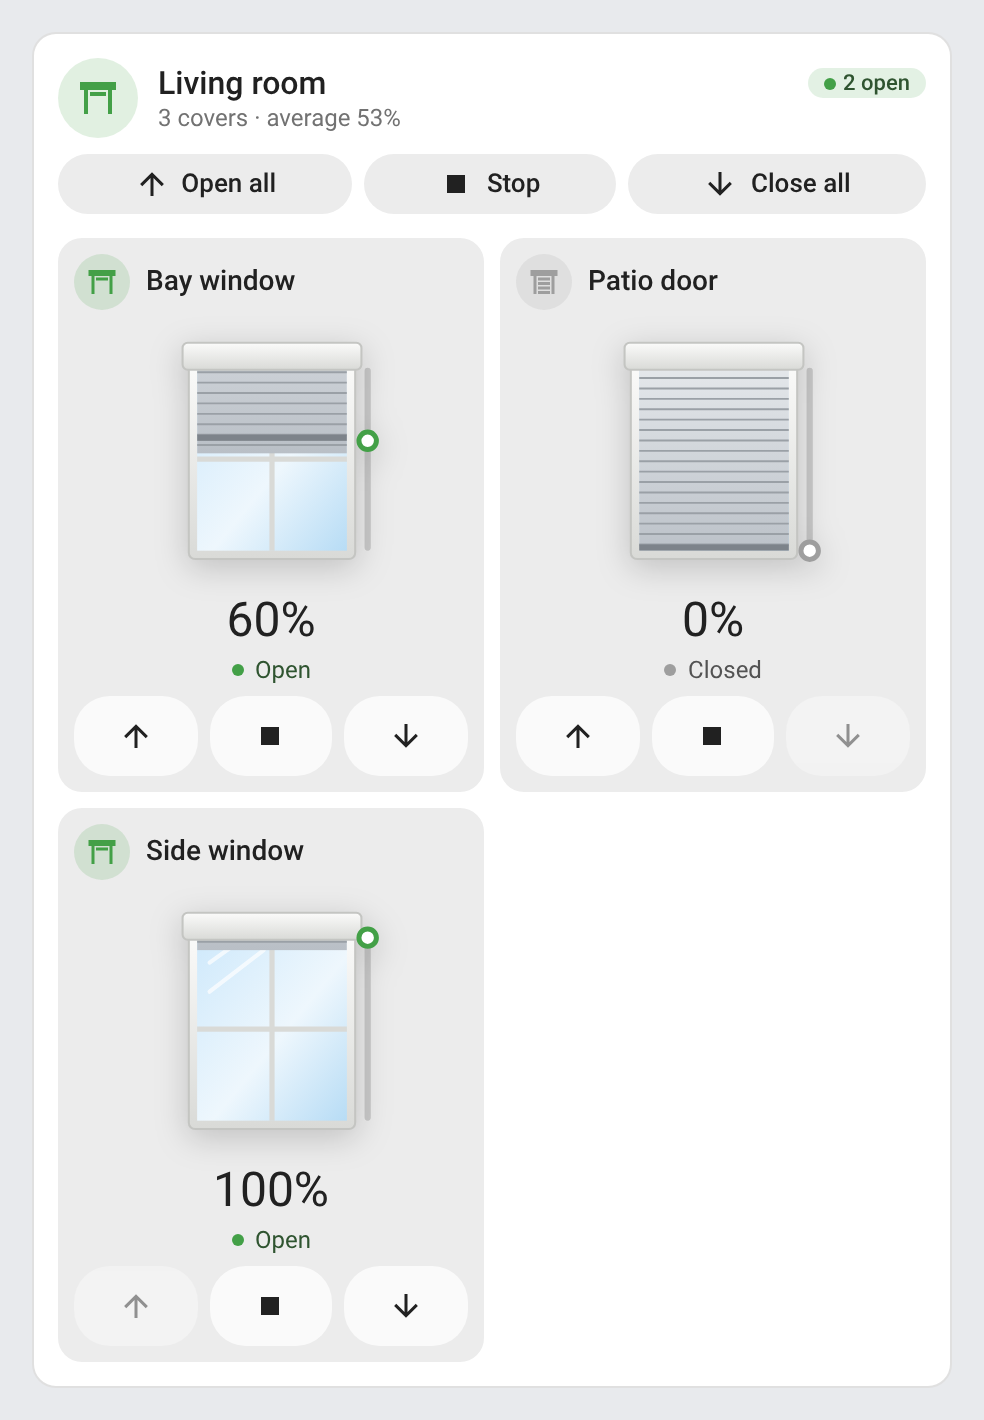 Living room
3 covers · average 53%
2 open
Open all
Stop
Close all
Bay window
Patio door
60%
Open
0%
Closed
Side window
100%
Open